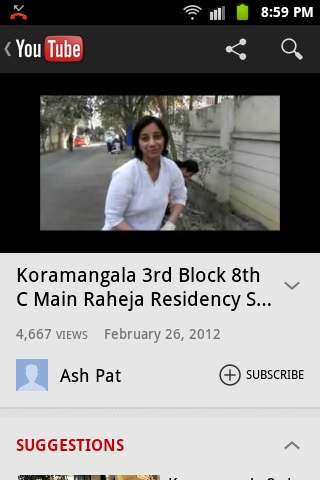 8:59 PM
YouTube
Koramangala 3rd Block 8th
C Main Raheja Residency S...
4,667 VIEWS February 26, 2012
Ash Pat
SUBSCRIBE
SUGGESTIONS